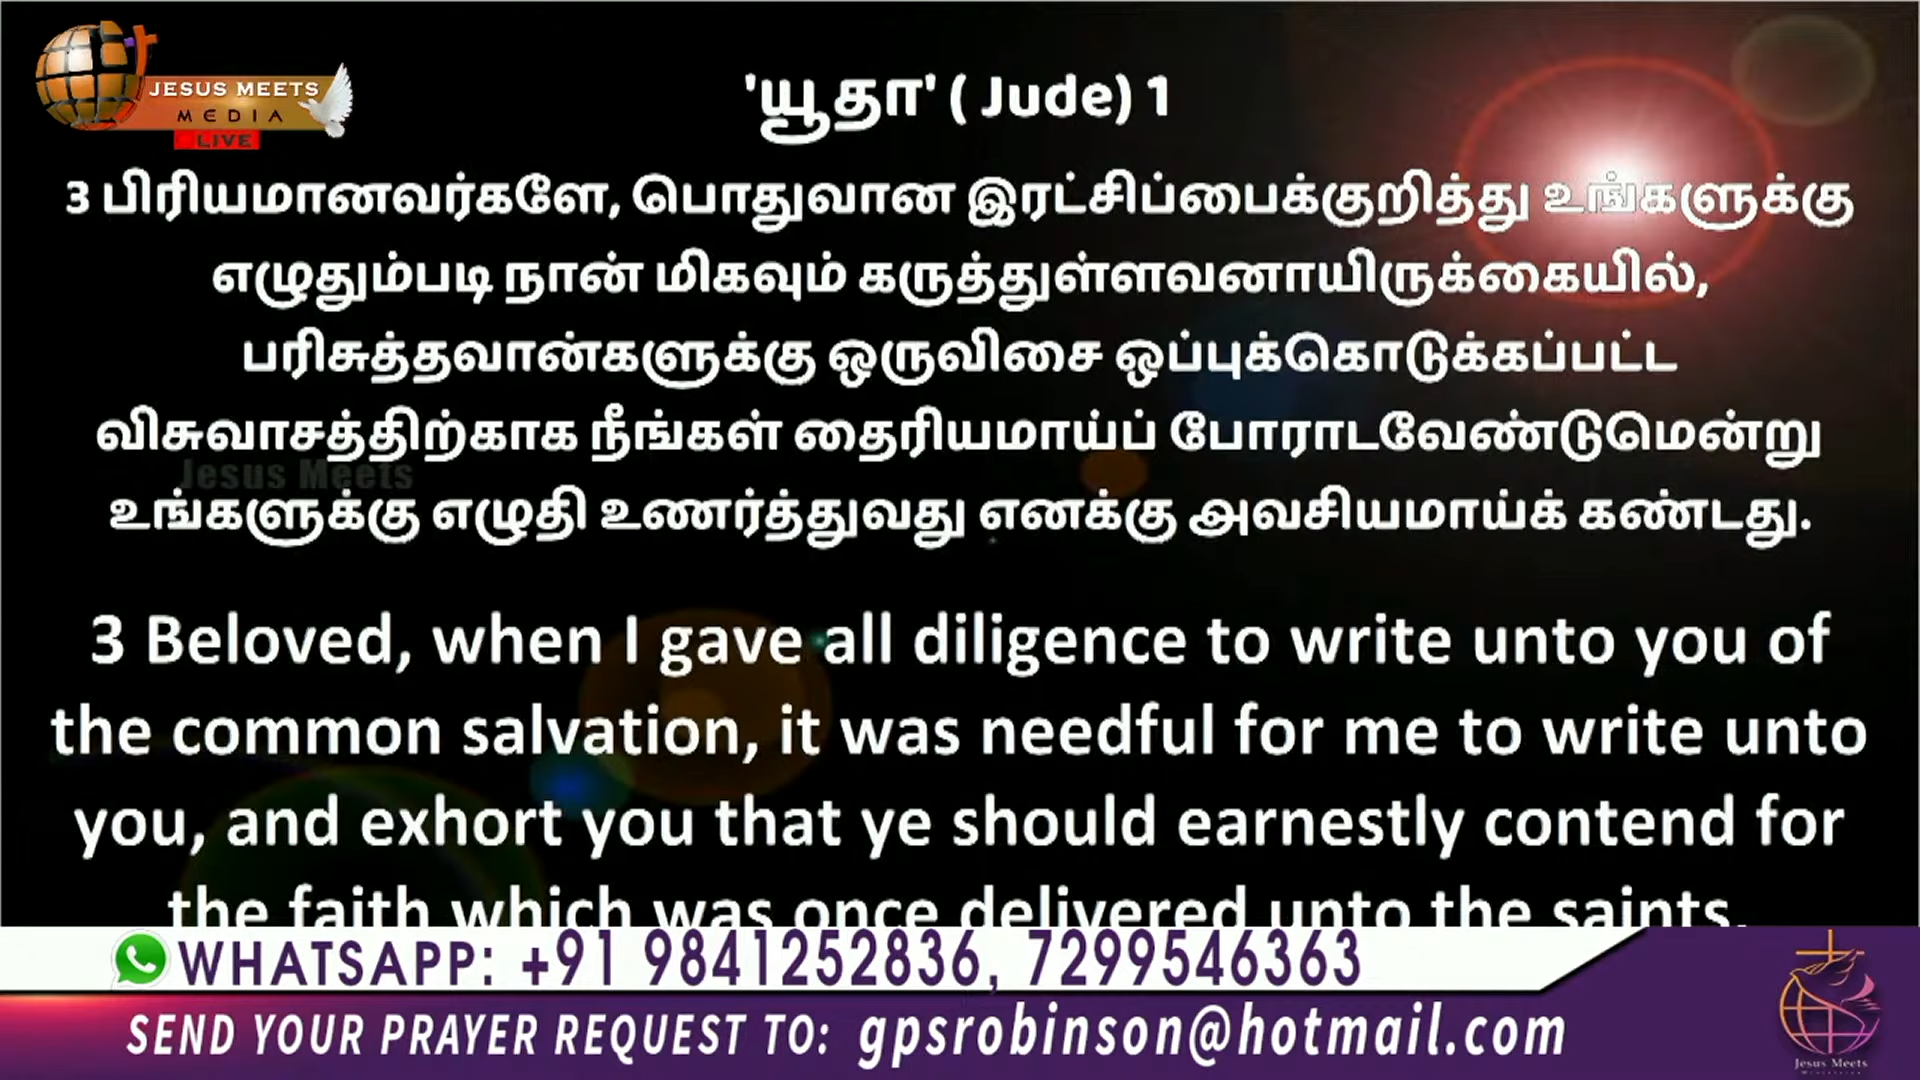 JESUS MEETS
MEDIA
LIVE
'யூதா' ( Jude) 1
3 பிரியமானவர்களே, பொதுவான இரட்சிப்பைக்குறித்து உங்களுக்கு
எழுதும்படி நான் மிகவும் கருத்துள்ளவனாயிருக்கையில்,
பரிசுத்தவான்களுக்கு ஒருவிசை ஒப்புக்கொடுக்கப்பட்ட
விசுவாசத்திற்காக நீங்கள் தைரியமாய்ப் போராடவேண்டுமென்று
Jesus Meets
உங்களுக்கு எழுதி உணர்த்துவது எனக்கு அவசியமாய்க் கண்டது.
3 Beloved, when I gave all diligence to write unto you of
the common salvation, it was needful for me to write unto
you, and exhort you that ye should earnestly contend for
the faith which was once delivered unto the saints.
WHATSAPP: +91 9841252836, 7299546363
SEND YOUR PRAYER REQUEST TO: gpsrobinson@hotmail.com
Jesus Meets